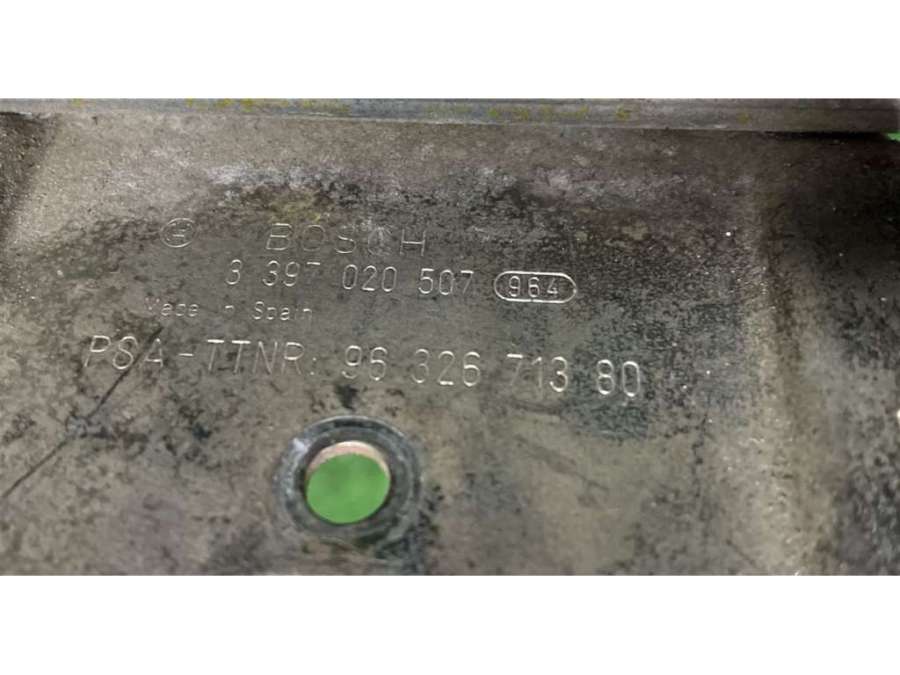 BOSCH
3 397 020 507 964
Made in Spain
PSA-TTNR: 96 326 713 80